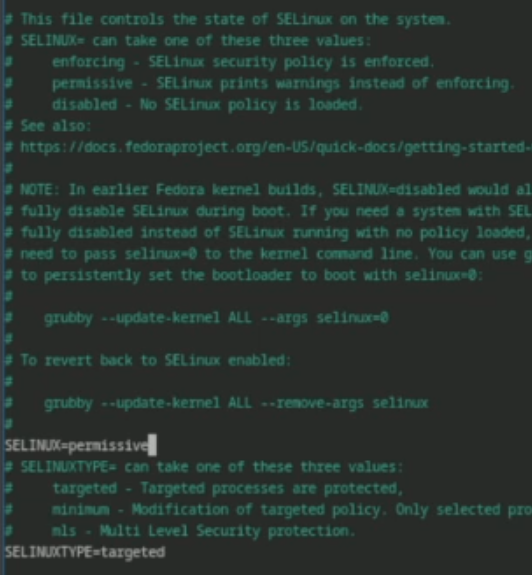 # This file controls the state of SELinux on the system.
# SELINUX= can take one of these three values:
#     enforcing - SELinux security policy is enforced.
#     permissive - SELinux prints warnings instead of enforcing.
#     disabled - No SELinux policy is loaded.
# See also:
# https://docs.fedoraproject.org/en-US/quick-docs/getting-started-
#
# NOTE: In earlier Fedora kernel builds, SELINUX=disabled would al
# fully disable SELinux during boot. If you need a system with SEL
# fully disabled instead of SELinux running with no policy loaded,
# need to pass selinux=0 to the kernel command line. You can use g
# to persistently set the bootloader to boot with selinux=0:
#
#    grubby --update-kernel ALL --args selinux=0
#
# To revert back to SELinux enabled:
#
#    grubby --update-kernel ALL --remove-args selinux
#
SELINUX=permissive
# SELINUXTYPE= can take one of these three values:
#     targeted - Targeted processes are protected,
#     minimum - Modification of targeted policy. Only selected pro
#     mls - Multi Level Security protection.
SELINUXTYPE=targeted